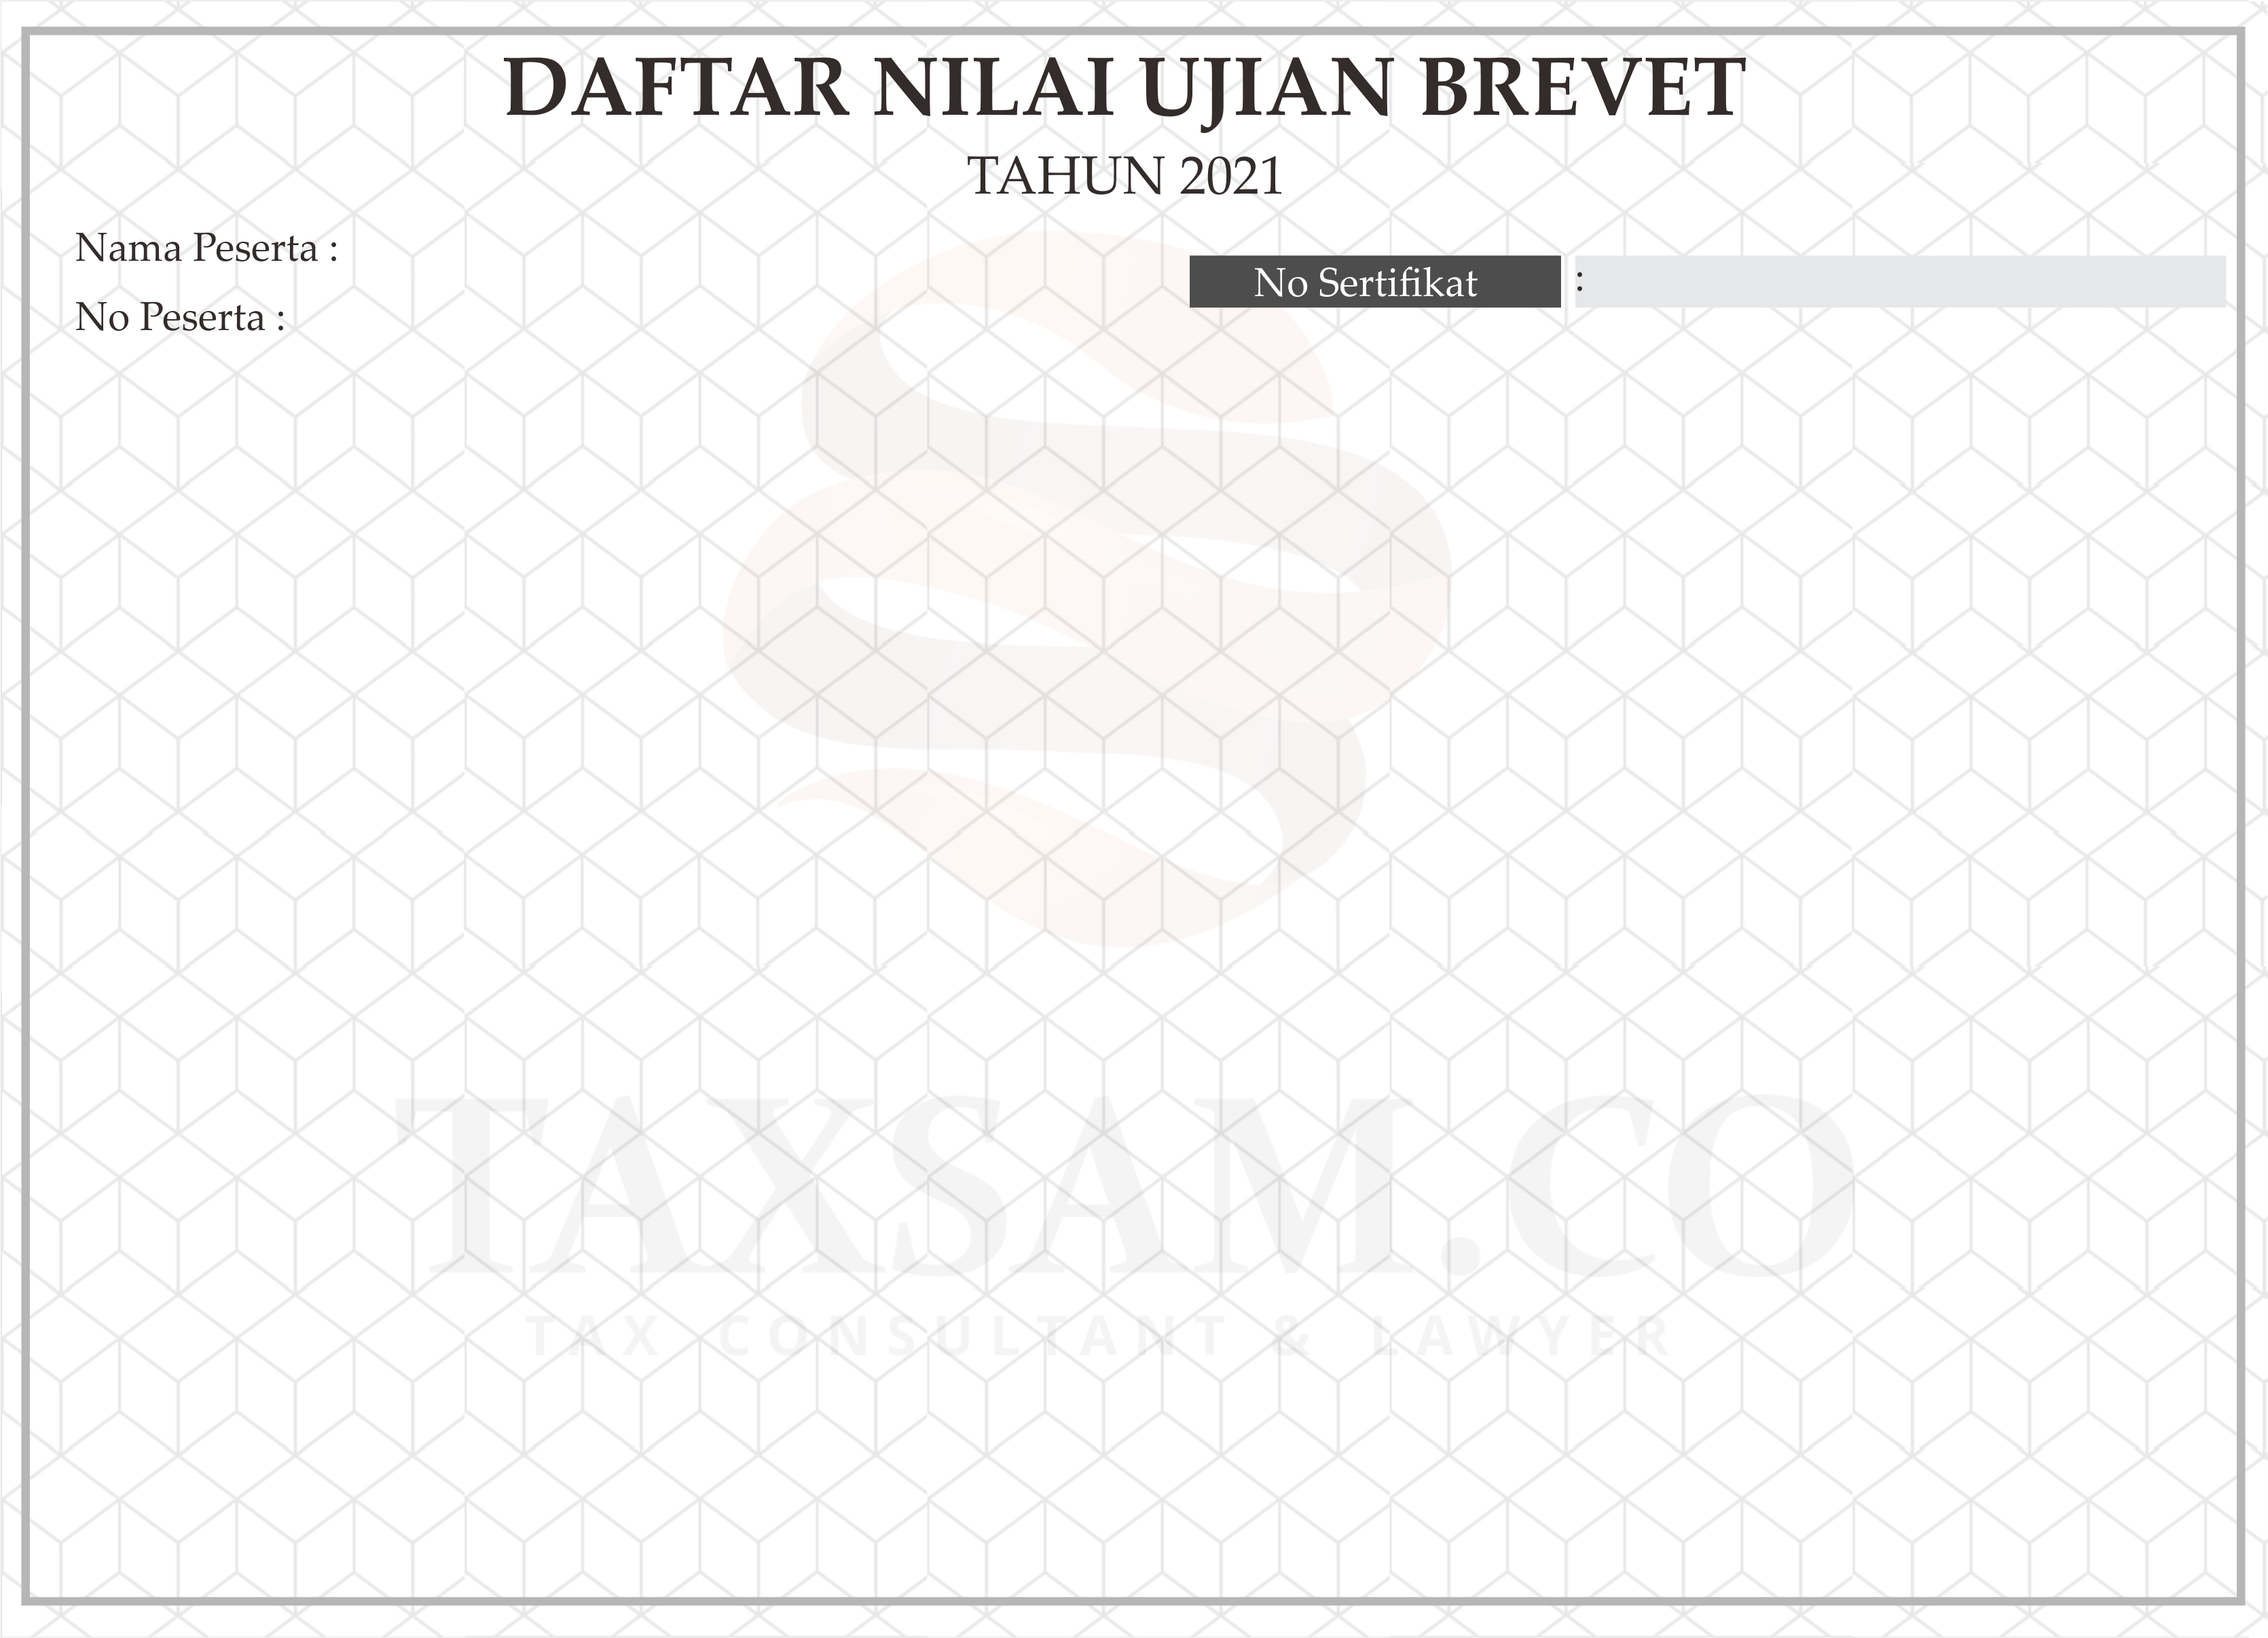 DAFTAR NILAI UJIAN BREVET
TAHUN 2021
Nama Peserta :
No Sertifikat :
No Peserta :
TAXSAM.CO
TAX CONSULTANT & LAWYER